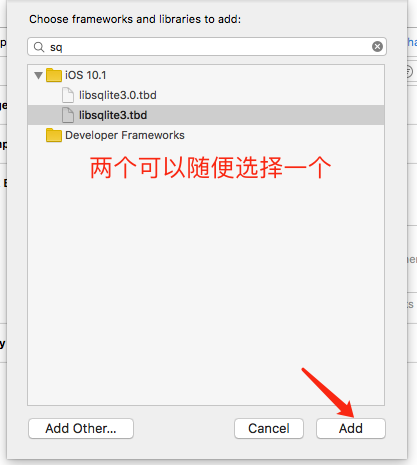 Choose frameworks and libraries to add:
sq
iOS 10.1
libsqlite3.0.tbd
libsqlite3.tbd
Developer Frameworks
两个可以随便选择一个
Add Other...
Cancel
Add